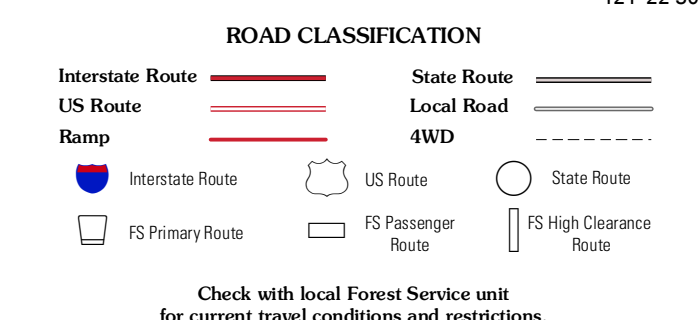 ROAD CLASSIFICATION
Interstate Route
State Route
US Route
Local Road
Ramp
4WD
Interstate Route
US Route
State Route
FS Primary Route
FS Passenger
Route
FS High Clearance
Route
Check with local Forest Service unit
for current travel conditions and restrictions.